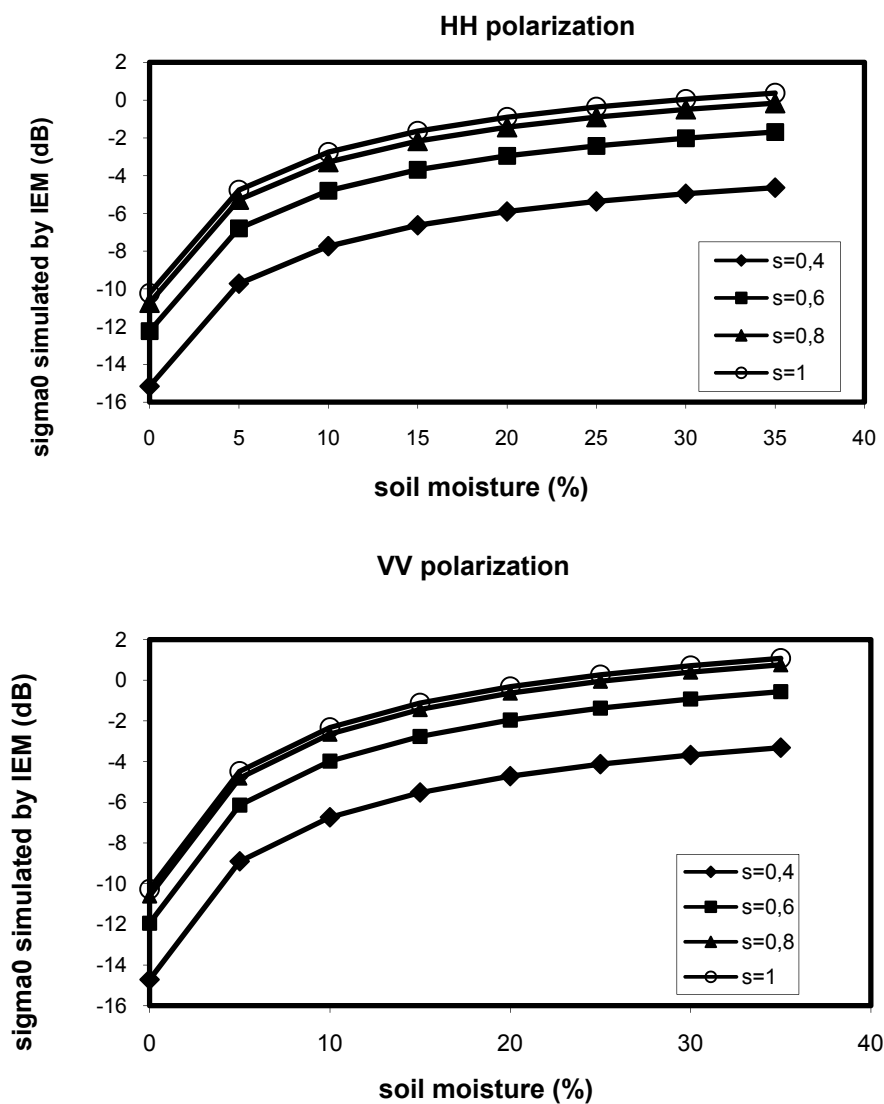 HH polarization
sigma0 simulated by IEM (dB)
2
0
-2
-4
-6
-8
-10
-12
-14
-16
s=0,4
s=0,6
s=0,8
s=1
0 5 10 15 20 25 30 35 40
soil moisture (%)
VV polarization
sigma0 simulated by IEM (dB)
2
0
-2
-4
-6
-8
-10
-12
-14
-16
s=0,4
s=0,6
s=0,8
s=1
0 10 20 30 40
soil moisture (%)